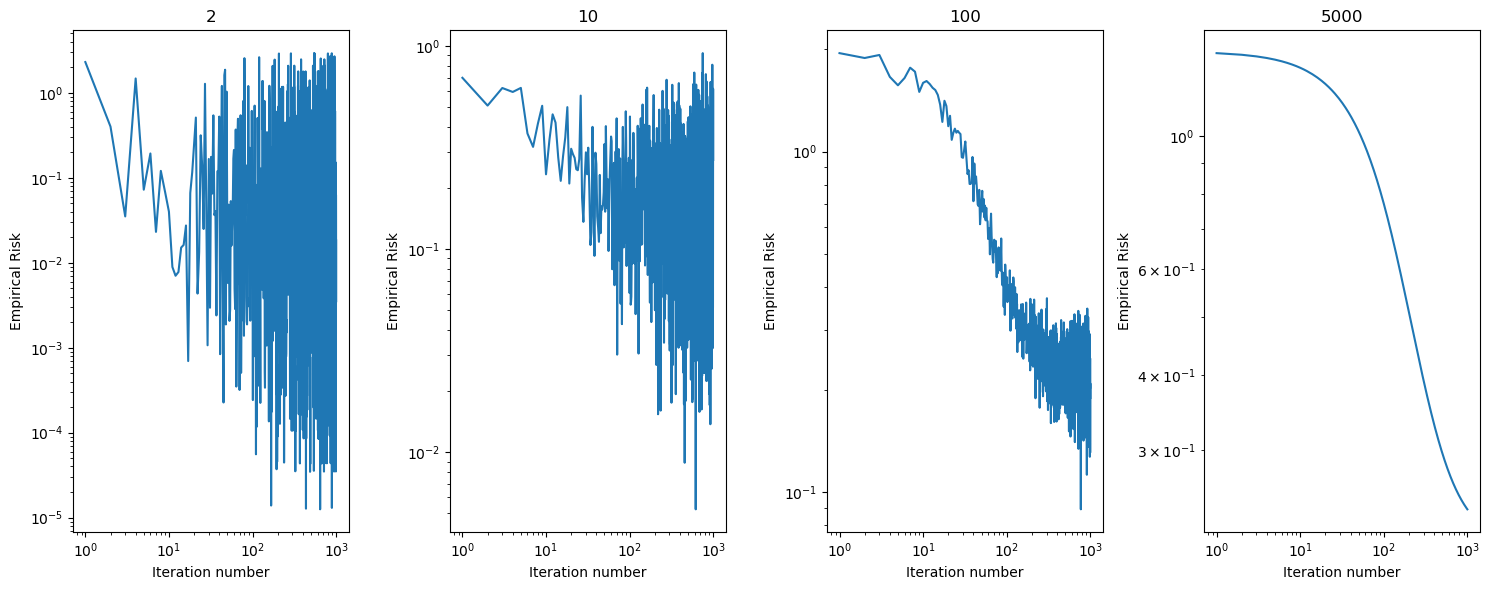 2
10
100
5000
Empirical Risk
10⁰
10⁻¹
10⁻²
10⁻³
10⁻⁴
10⁻⁵
10⁰
10¹
10²
10³
Iteration number
Empirical Risk
10⁰
10⁻¹
10⁻²
10⁰
10¹
10²
10³
Iteration number
Empirical Risk
10⁰
10⁻¹
10⁰
10¹
10²
10³
Iteration number
Empirical Risk
10⁰
6 × 10⁻¹
4 × 10⁻¹
3 × 10⁻¹
10⁰
10¹
10²
10³
Iteration number